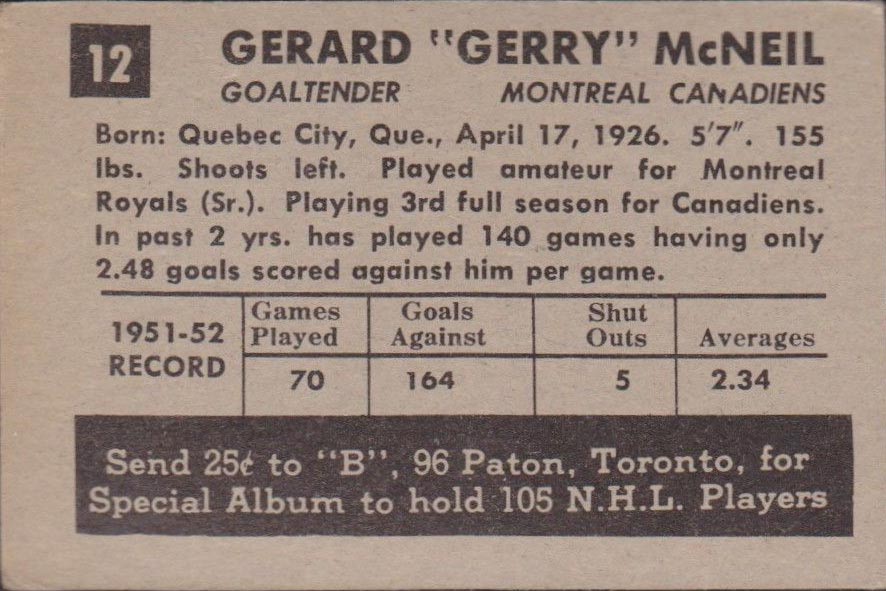 12
GERARD "GERRY" McNEIL
GOALTENDER MONTREAL CANADIENS
Born: Quebec City, Que., April 17, 1926. 5'7". 155
lbs. Shoots left. Played amateur for Montreal
Royals (Sr.). Playing 3rd full season for Canadiens.
In past 2 yrs. has played 140 games having only
2.48 goals scored against him per game.
1951-52 RECORD
Games Played
Goals Against
Shut Outs
Averages
70 164 5 2.34
Send 25¢ to "B", 96 Paton, Toronto, for
Special Album to hold 105 N.H.L. Players